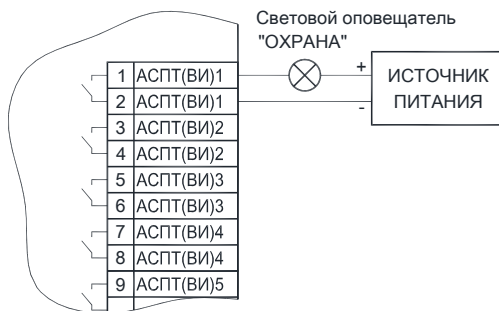 Световой оповещатель
"ОХРАНА"
1 АСПТ(ВИ)1
2 АСПТ(ВИ)1
3 АСПТ(ВИ)2
4 АСПТ(ВИ)2
5 АСПТ(ВИ)3
6 АСПТ(ВИ)3
7 АСПТ(ВИ)4
8 АСПТ(ВИ)4
9 АСПТ(ВИ)5
+
-
ИСТОЧНИК
ПИТАНИЯ